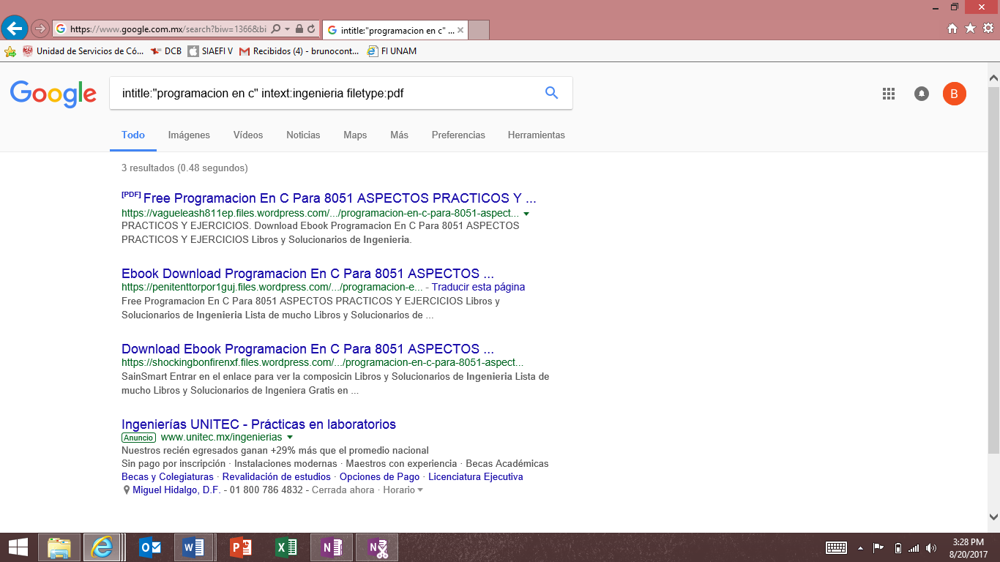 https://www.google.com.mx/search?biw=1366&bi
intitle:"programacion en c" ...
Unidad de Servicios de Có...
DCB
SIAEFI V
Recibidos (4) - brunocont...
FI UNAM
Google
intitle:"programacion en c" intext:ingenieria filetype:pdf
B
Todo
Imágenes
Vídeos
Noticias
Maps
Más
Preferencias
Herramientas
3 resultados (0.48 segundos)
[PDF] Free Programacion En C Para 8051 ASPECTOS PRACTICOS Y ...
https://vagueleash811ep.files.wordpress.com/.../programacion-en-c-para-8051-aspect...
PRACTICOS Y EJERCICIOS. Download Ebook Programacion En C Para 8051 ASPECTOS
PRACTICOS Y EJERCICIOS Libros y Solucionarios de Ingenieria.
Ebook Download Programacion En C Para 8051 ASPECTOS ...
https://penitenttorpor1guj.files.wordpress.com/.../programacion-e... - Traducir esta página
Free Programacion En C Para 8051 ASPECTOS PRACTICOS Y EJERCICIOS Libros y
Solucionarios de Ingenieria Lista de mucho Libros y Solucionarios de ...
Download Ebook Programacion En C Para 8051 ASPECTOS ...
https://shockingbonfirenxf.files.wordpress.com/.../programacion-en-c-para-8051-aspect...
SainSmart Entrar en el enlace para ver la composicin Libros y Solucionarios de Ingenieria Lista de
mucho Libros y Solucionarios de Ingeniera Gratis en ...
Ingenierías UNITEC - Prácticas en laboratorios
Anuncio www.unitec.mx/ingenierias
Nuestros recién egresados ganan +29% más que el promedio nacional
Sin pago por inscripción · Instalaciones modernas · Maestros con experiencia · Becas Académicas
Becas y Colegiaturas · Revalidación de estudios · Opciones de Pago · Licenciatura Ejecutiva
Miguel Hidalgo, D.F. - 01 800 786 4832 - Cerrada ahora · Horario
3:28 PM
8/20/2017